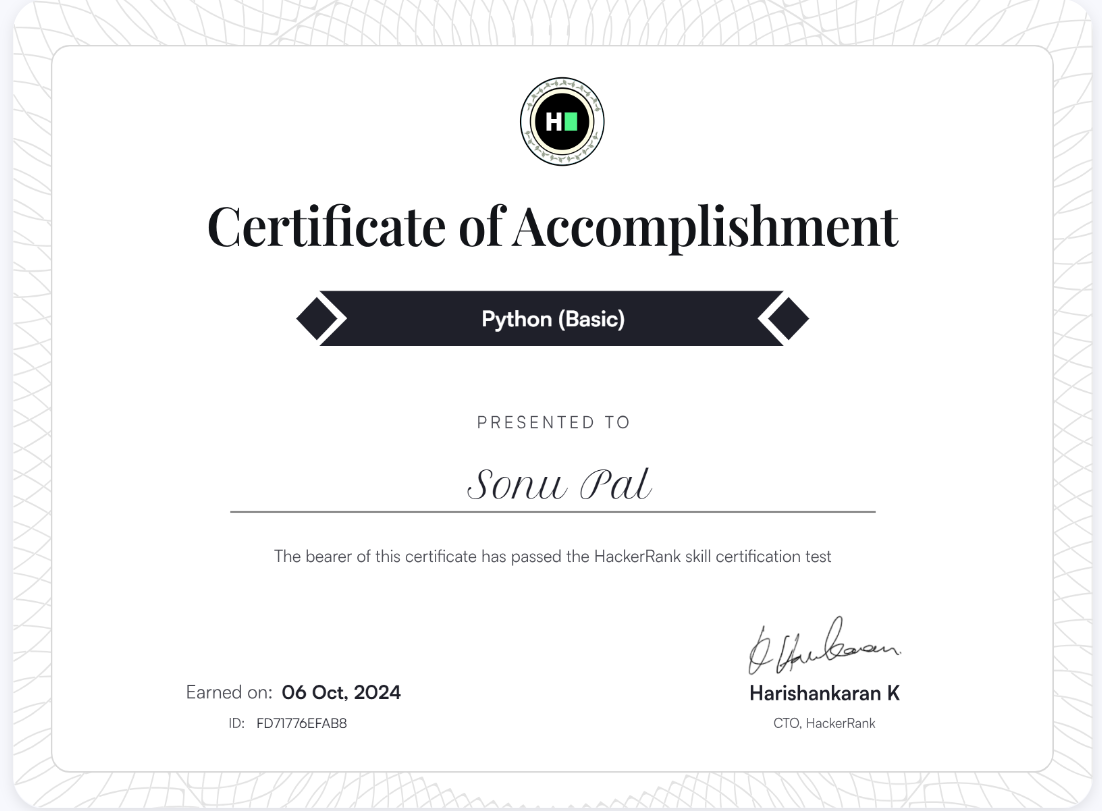 H
Certificate of Accomplishment
Python (Basic)
PRESENTED TO
Sonu Pal
The bearer of this certificate has passed the HackerRank skill certification test
Earned on: 06 Oct, 2024
ID: FD71776EFAB8
Harishankaran K
CTO, HackerRank